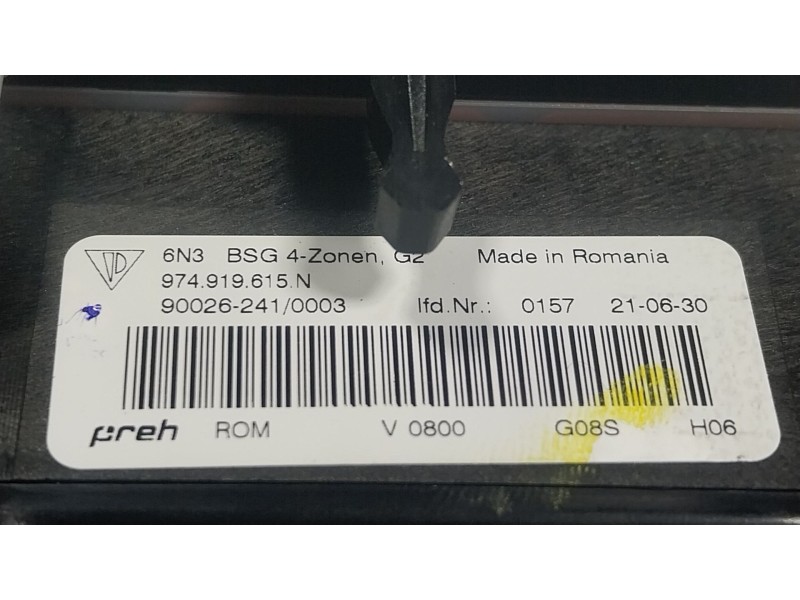 6N3 BSG 4-Zonen, G2 Made in Romania
974.919.615.N
90026-241/0003 lfd.Nr.: 0157 21-06-30
preh ROM V 0800 G08S H06